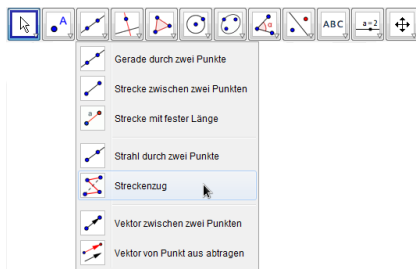 A
ABC
a=2
Gerade durch zwei Punkte
Strecke zwischen zwei Punkten
a
Strecke mit fester Länge
Strahl durch zwei Punkte
Streckenzug
Vektor zwischen zwei Punkten
Vektor von Punkt aus abtragen